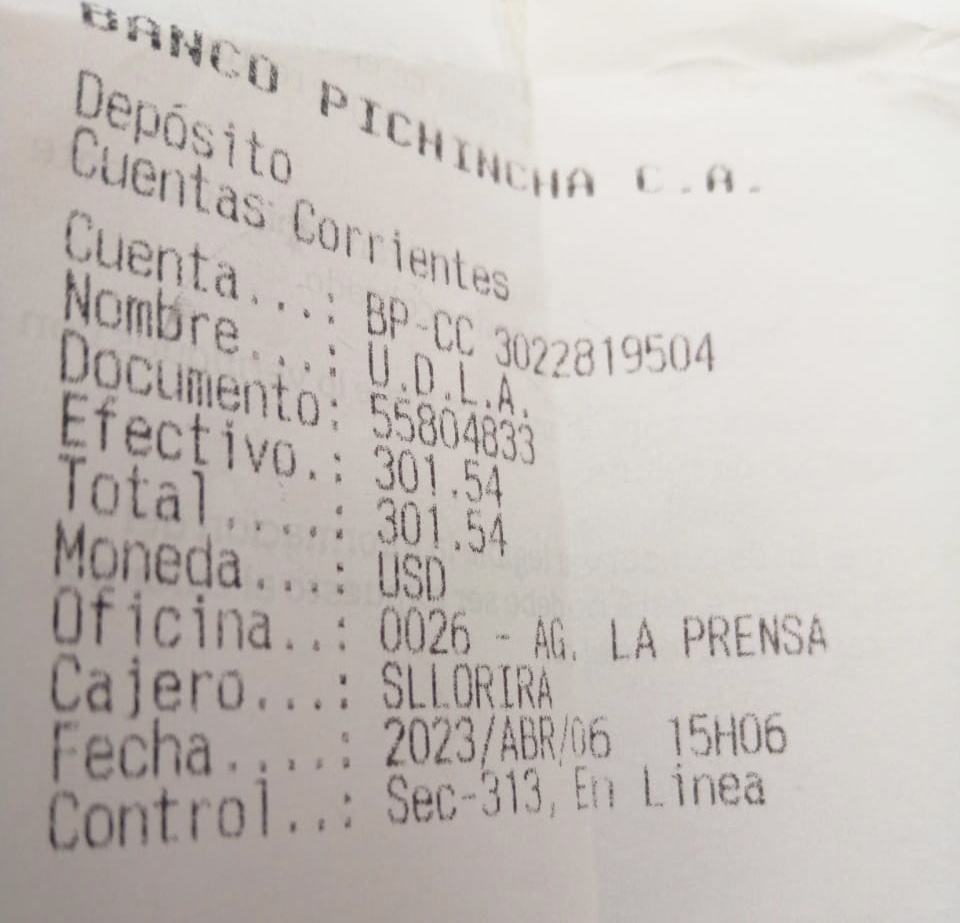 BANCO PICHINCHA C.A.
Depósito
Cuentas Corrientes
Cuenta...: BP-CC 3022819504
Nombre...: U.D.L.A.
Documento: 55804833
Efectivo.: 301.54
Total....: 301.54
Moneda...: USD
Oficina..: 0026 - AG. LA PRENSA
Cajero...: SLLORIRA
Fecha....: 2023/ABR/06 15H06
Control..: Sec-313, En Linea